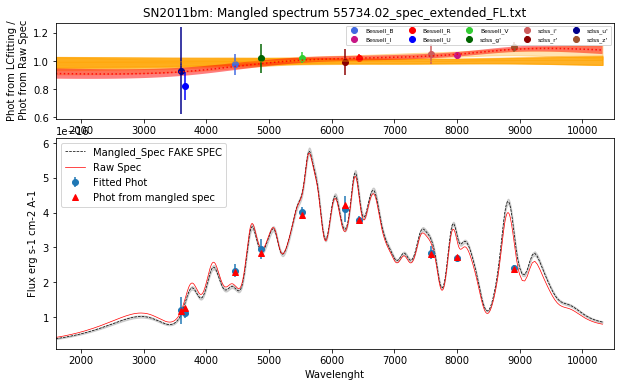 SN2011bm: Mangled spectrum 55734.02_spec_extended_FL.txt
Phot from LCfitting /
Phot from Raw Spec
1.2
1.0
0.8
0.6
Bessell_B
Bessell_I
Bessell_R
Bessell_U
Bessell_V
sdss_g'
sdss_i'
sdss_r'
sdss_u'
sdss_z'
2000 3000 4000 5000 6000 7000 8000 9000 10000
Flux erg s-1 cm-2 A-1
6
5
4
3
2
1
Mangled_Spec FAKE SPEC
Raw Spec
Fitted Phot
Phot from mangled spec
2000 3000 4000 5000 6000 7000 8000 9000 10000
Wavelenght